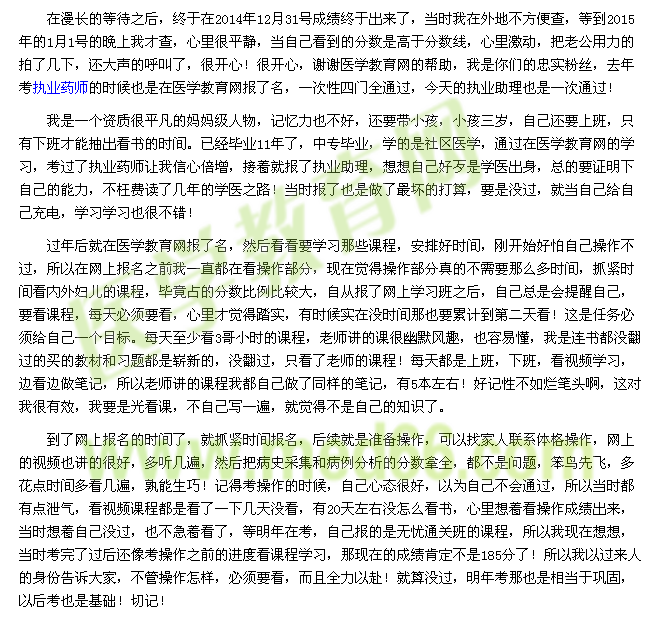 在漫长的等待之后，终于在2014年12月31号成绩终于出来了，当时我在外地不方便查，等到2015
年的1月1号的晚上我才查，心里很平静，当自己看到的分数是高于分数线，心里激动，把老公用力的
拍了几下，还大声的呼叫了，很开心！很开心，谢谢医学教育网的帮助，我是你们的忠实粉丝，去年
考执业药师的时候也是在医学教育网报了名，一次性四门全通过，今天的执业助理也是一次通过！
我是一个资质很平凡的妈妈级人物，记忆力也不好，还要带小孩，小孩三岁，自己还要上班，只
有下班才能抽出看书的时间。已经毕业11年了，中专毕业，学的是社区医学，通过在医学教育网的学
习，考过了执业药师让我信心倍增，接着就报了执业助理，想想自己好歹是学医出身，总的要证明下
自己的能力，不枉费读了几年的学医之路！当时报了也是做了最坏的打算，要是没过，就当自己给自
己充电，学习学习也很不错！
过年后就在医学教育网报了名，然后看看要学习那些课程，安排好时间，刚开始好怕自己操作不
过，所以在网上报名之前我一直都在看操作部分，现在觉得操作部分真的不需要那么多时间，抓紧时
间看内外妇儿的课程，毕竟占的分数比例比较大，自从报了网上学习班之后，自己总是会提醒自己，
要看课程，每天必须要看，心里才觉得踏实，有时候实在没时间那也要累计到第二天看！这是任务必
须给自己一个目标。每天至少看3哥小时的课程，老师讲的课很幽默风趣，也容易懂，我是连书都没翻
过的买的教材和习题都是崭新的，没翻过，只看了老师的课程！每天都是上班，下班，看视频学习，
边看边做笔记，所以老师讲的课程我都自己做了同样的笔记，有5本左右！好记性不如烂笔头啊，这对
我很有效，我要是光看课，不自己写一遍，就觉得不是自己的知识了。
到了网上报名的时间了，就抓紧时间报名，后续就是准备操作，可以找家人联系体格操作，网上
的视频也讲的很好，多听几遍，然后把病史采集和病例分析的分数拿全，都不是问题，笨鸟先飞，多
花点时间多看几遍，孰能生巧！记得考操作的时候，自己心态很好，以为自己不会通过，所以当时都
有点泄气，看视频课程都是看了一下几天没看，有20天左右没怎么看书，心里想着看操作成绩出来，
当时想着自己没过，也不急着看了，等明年在考，自己报的是无忧通关班的课程，所以我现在想想，
当时考完了过后还像考操作之前的进度看课程学习，那现在的成绩肯定不是185分了！所以我以过来人
的身份告诉大家，不管操作怎样，必须要看，而且全力以赴！就算没过，明年考那也是相当于巩固，
以后考也是基础！切记！
医学教育网
www.med66.com